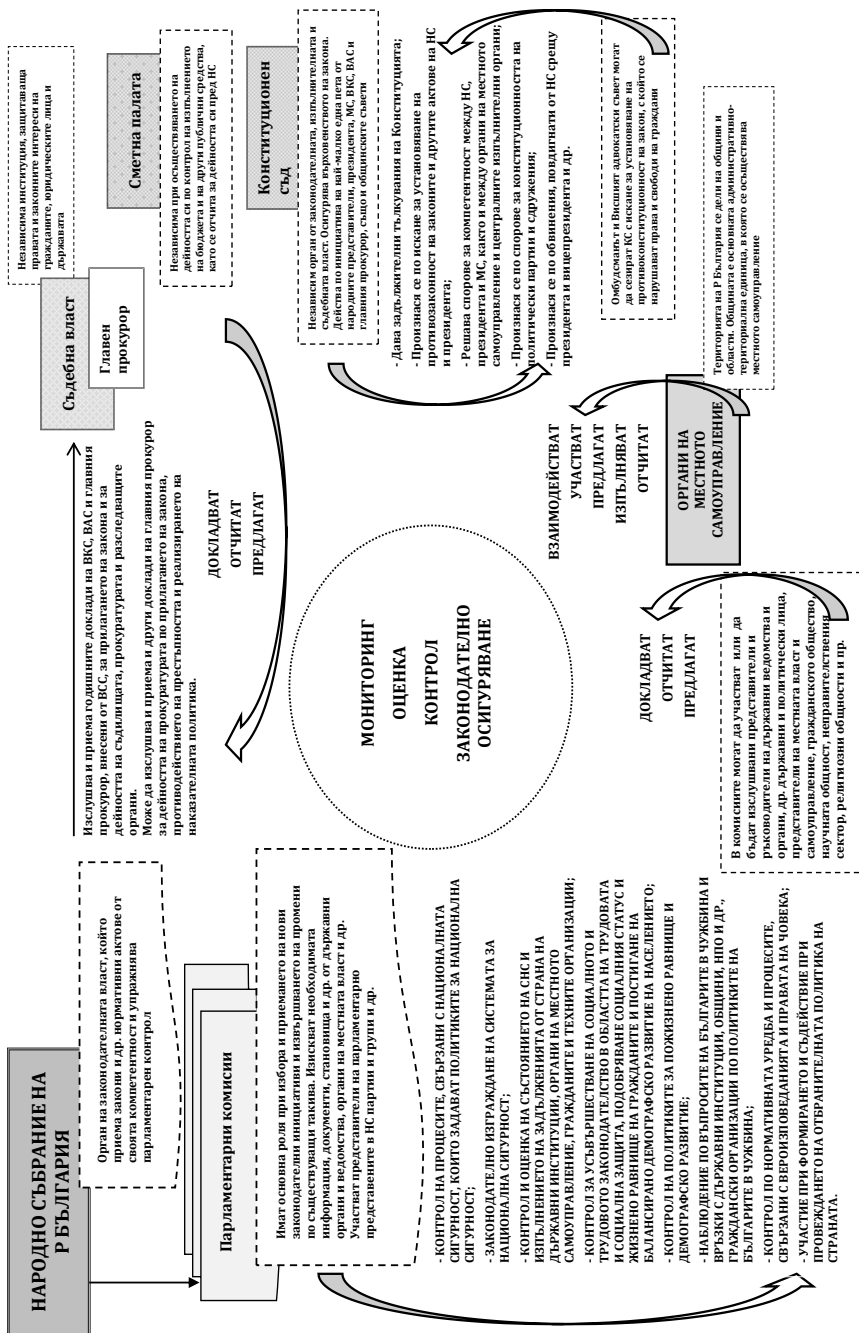 НАРОДНО СЪБРАНИЕ НА
Р БЪЛГАРИЯ
Орган на законодателната власт, който
приема закони и др. нормативни актове от
своята компетентност и упражнява
парламентарен контрол
Парламентарни комисии
Имат основна роля при избора и приемането на нови
законодателни инициативи и извършването на промени
по съществуващи такива. Изискват необходимата
информация, документи, становища и др. от държавни
органи и ведомства, органи на местната власт и др.
Участват представители на парламентарно
представените в НС партии и групи и др.
- КОНТРОЛ НА ПРОЦЕСИТЕ, СВЪРЗАНИ С НАЦИОНАЛНАТА
СИГУРНОСТ, КОИТО ЗАДАВАТ ПОЛИТИКИТЕ ЗА НАЦИОНАЛНА
СИГУРНОСТ;
- ЗАКОНОДАТЕЛНО ИЗГРАЖДАНЕ НА СИСТЕМАТА ЗА
НАЦИОНАЛНА СИГУРНОСТ;
- КОНТРОЛ И ОЦЕНКА НА СЪСТОЯНИЕТО НА СНС И
ИЗПЪЛНЕНИЕТО НА ЗАДЪЛЖЕНИЯТА ОТ СТРАНА НА
ДЪРЖАВНИ ИНСТИТУЦИИ, ОРГАНИ НА МЕСТНОТО
САМОУПРАВЛЕНИЕ, ГРАЖДАНИТЕ И ТЕХНИТЕ ОРГАНИЗАЦИИ;
- КОНТРОЛ ЗА УСЪВЪРШЕСТВАНЕ НА СОЦИАЛНОТО И
ТРУДОВОТО ЗАКОНОДАТЕЛСТВО В ОБЛАСТТА НА ТРУДОВАТА
И СОЦИАЛНА ЗАЩИТА, ПОДОБРЯВАНЕ СОЦИАЛНИЯ СТАТУС И
ЖИЗНЕНО РАВНИЩЕ НА ГРАЖДАНИТЕ И ПОСТИГАНЕ НА
БАЛАНСИРАНО ДЕМОГРАФСКО РАЗВИТИЕ НА НАСЕЛЕНИЕТО;
- КОНТРОЛ НА ПОЛИТИКИТЕ ЗА ПОЖИЗНЕНО РАВНИЩЕ И
ДЕМОГРАФСКО РАЗВИТИЕ;
- НАБЛЮДЕНИЕ ПО ВЪПРОСИТЕ НА БЪЛГАРИТЕ В ЧУЖБИНА И
ВРЪЗКИ С ДЪРЖАВНИ ИНСТИТУЦИИ, ОБЩИНИ, НПО И ДР.,
ГРАЖДАНСКИ ОРГАНИЗАЦИИ ПО ПОЛИТИКИТЕ НА
БЪЛГАРИТЕ В ЧУЖБИНА;
- КОНТРОЛ ПО НОРМАТИВНАТА УРЕДБА И ПРОЦЕСИТЕ,
СВЪРЗАНИ С ВЕРОИЗПОВЕДАНИЯТА И ПРАВАТА НА ЧОВЕКА;
- УЧАСТИЕ ПРИ ФОРМИРАНЕТО И СЪДЕЙСТВИЕ ПРИ
ПРОВЕЖДАНЕТО НА ОТБРАНИТЕЛНАТА ПОЛИТИКА НА
СТРАНАТА.
Изслушва и приема годишните доклади на ВКС, ВАС и главния
прокурор, внесени от ВСС, за прилагането на закона и за
дейността на съдилищата, прокуратурата и разследващите
органи.
Може да изслушва и приема и други доклади на главния прокурор
за дейността на прокуратурата по прилагането на закона,
противодействието на престъпността и реализирането на
наказателната политика.
ДОКЛАДВАТ
ОТЧИТАТ
ПРЕДЛАГАТ
МОНИТОРИНГ
ОЦЕНКА
КОНТРОЛ
ЗАКОНОДАТЕЛНО
ОСИГУРЯВАНЕ
ДОКЛАДВАТ
ОТЧИТАТ
ПРЕДЛАГАТ
В комисиите могат да участват или да
бъдат изслушвани представители и
ръководители на държавни ведомства и
органи, др. държавни и политически лица,
представители на местната власт и
самоуправление, гражданското общество,
научната общност, неправителствения
сектор, религиозни общности и пр.
Съдебна власт
Главен
прокурор
Независима институция, защитаваща
правата и законните интереси на
гражданите, юридическите лица и
държавата
Сметна палата
Независима при осъществяването на
дейността си по контрол на изпълнението
на бюджета и на други публични средства,
като се отчита за дейността си пред НС
Конституционен
съд
Независим орган от законодателната, изпълнителната и
съдебната власт. Осигурява върховенството на закона.
Действа по инициатива на най-малко една пета от
народните представители, президента, МС, ВКС, ВАС и
главния прокурор, също и общинските съвети
- Дава задължителни тълкувания на Конституцията;
- Произнася се по искане за установяване на
противозаконност на законите и другите актове на НС
и президента;
- Решава спорове за компетентност между НС,
президента и МС, както и между органи на местното
самоуправление и централните изпълнителни органи;
- Произнася се по спорове за конституционността на
политически партии и сдружения;
- Произнася се по обвинения, повдигнати от НС срещу
президента и вицепрезидента и др.
Омбудсманът и Висшият адвокатски съвет могат
да сезират КС с искане за установяване на
противоконституционност на закон, с който се
нарушават права и свободи на граждани
ВЗАИМОДЕЙСТВАТ
УЧАСТВАТ
ПРЕДЛАГАТ
ИЗПЪЛНЯВАТ
ОТЧИТАТ
ОРГАНИ НА
МЕСТНОТО
САМОУПРАВЛЕНИЕ
Територията на Р България се дели на общини и
области. Общината е основната административно-
териториална единица, в която се осъществява
местното самоуправление